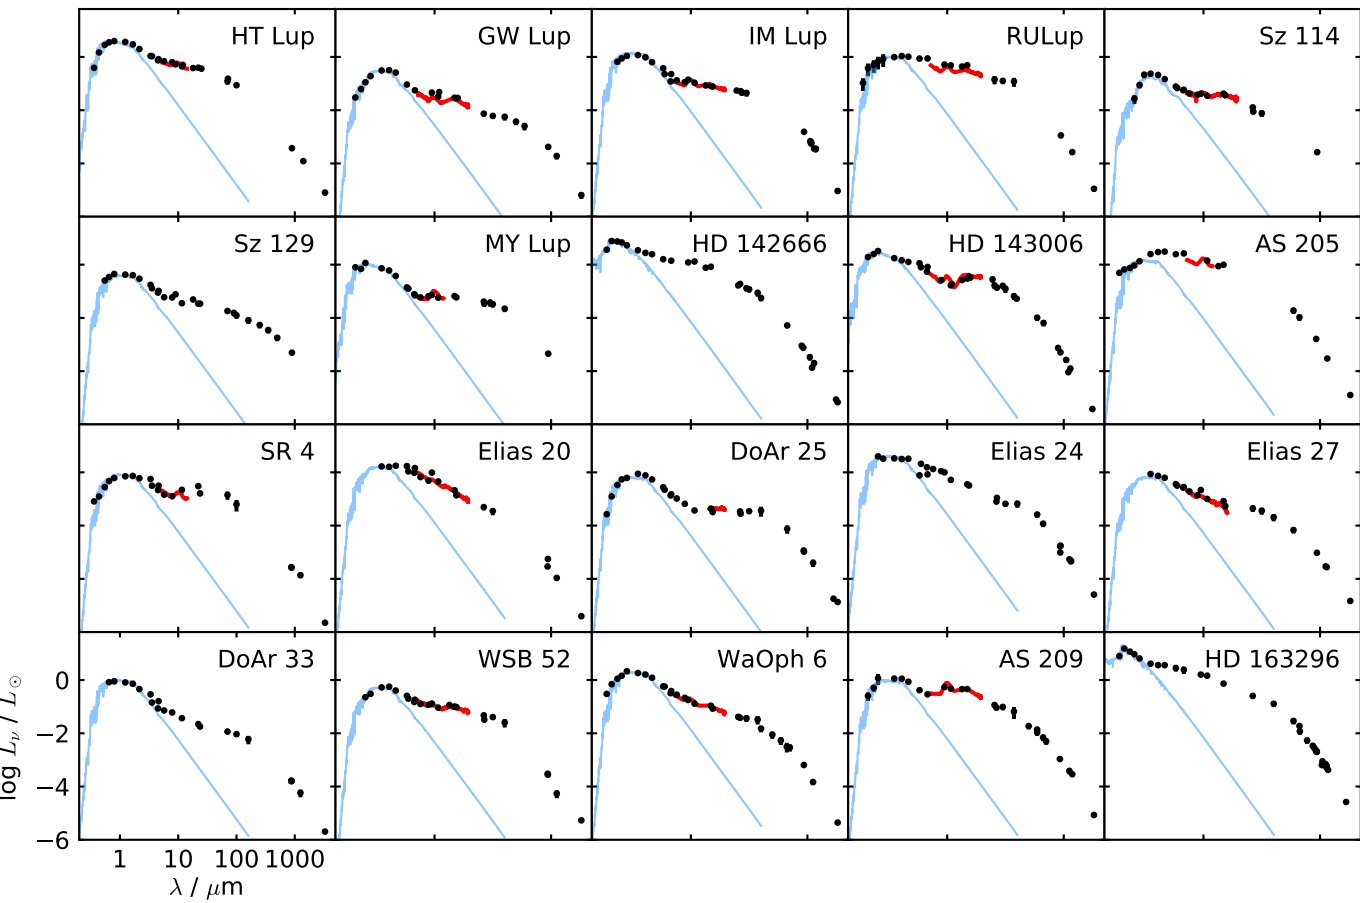 HT Lup
GW Lup
IM Lup
RULup
Sz 114
Sz 129
MY Lup
HD 142666
HD 143006
AS 205
SR 4
Elias 20
DoAr 25
Elias 24
Elias 27
DoAr 33
WSB 52
WaOph 6
AS 209
HD 163296
log Lν / L☉
0
−2
−4
−6
1 10 100 1000
λ / μm